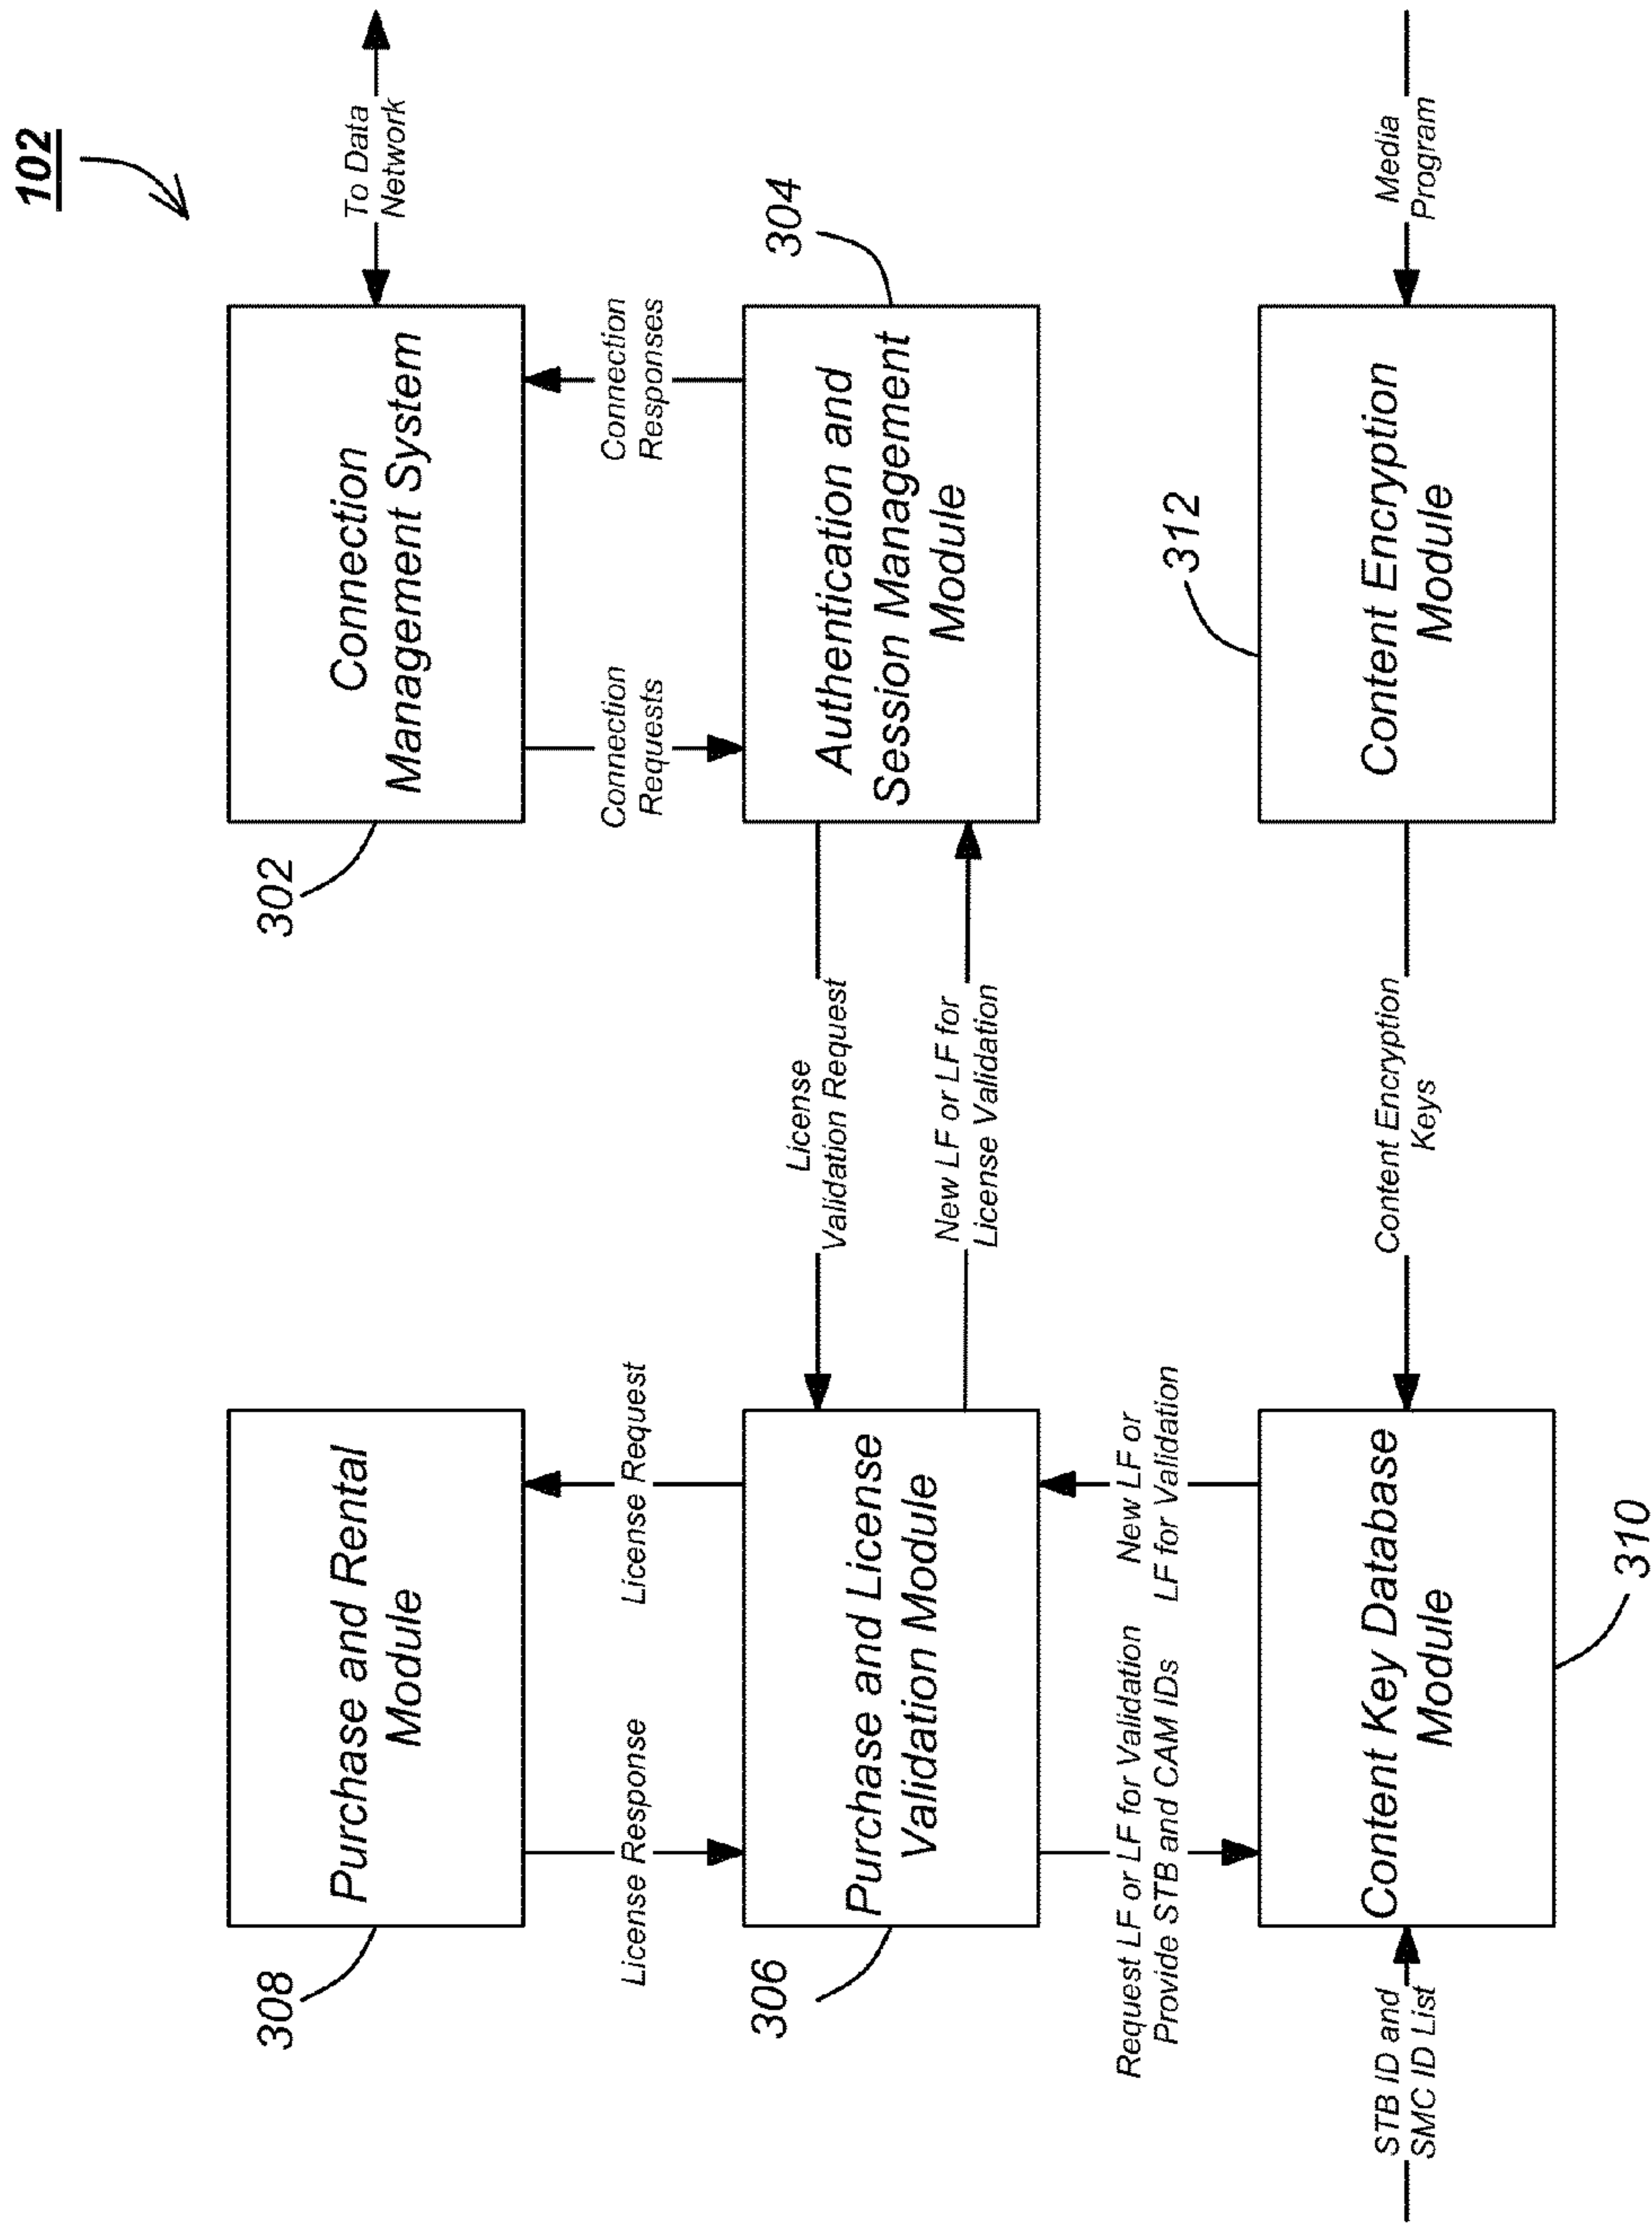 102
308
Purchase and Rental
Module
302
Connection
Management System
To Data
Network
License Response
License Request
Connection
Requests
Connection
Responses
306
Purchase and License
Validation Module
License
Validation Request
New LF or LF for
License Validation
Authentication and
Session Management
Module
304
Request LF or LF for Validation
Provide STB and CAM IDs
New LF or
LF for Validation
312
STB ID and
SMC ID List
Content Key Database
Module
310
Content Encryption
Keys
Content Encryption
Module
Media
Program